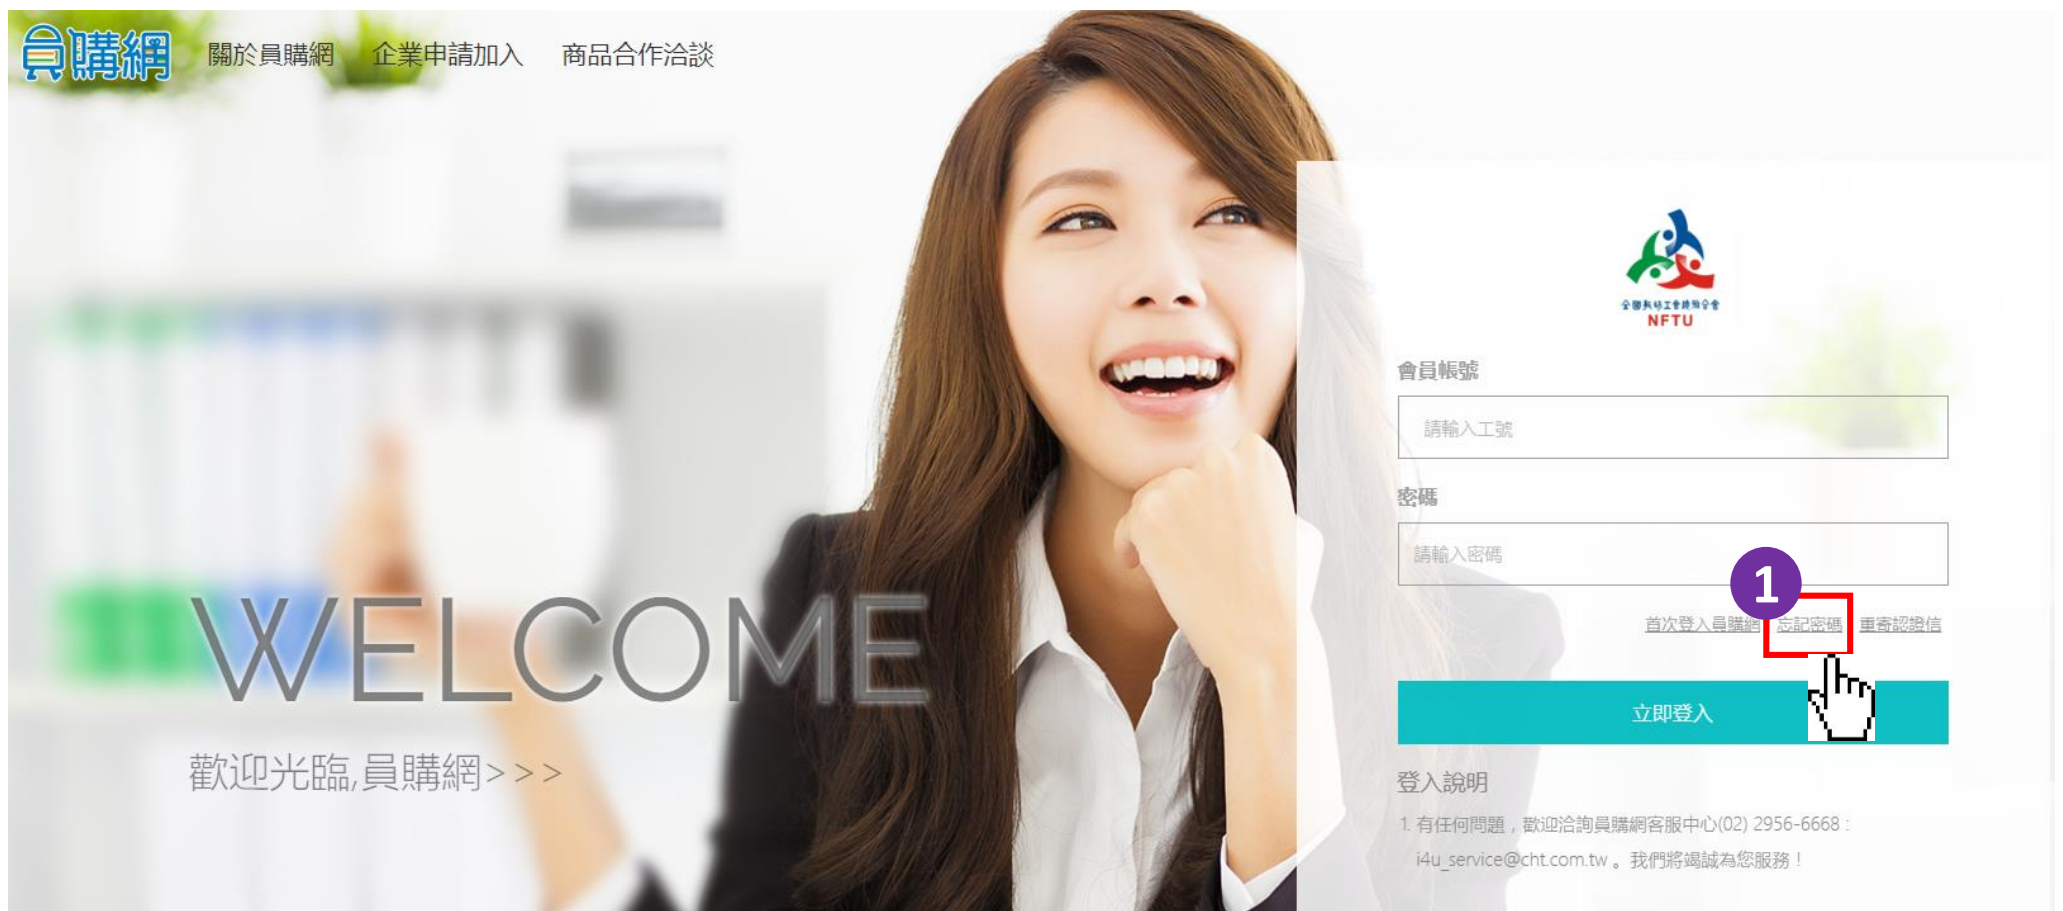 員購網
關於員購網 企業申請加入 商品合作洽談
WELCOME
歡迎光臨,員購網>>>
NFTU
會員帳號
請輸入工號
密碼
請輸入密碼
1
首次登入員購網 忘記密碼 重寄認證信
立即登入
登入說明
1. 有任何問題，歡迎洽詢員購網客服中心(02) 2956-6668：
i4u_service@cht.com.tw 。我們將竭誠為您服務！